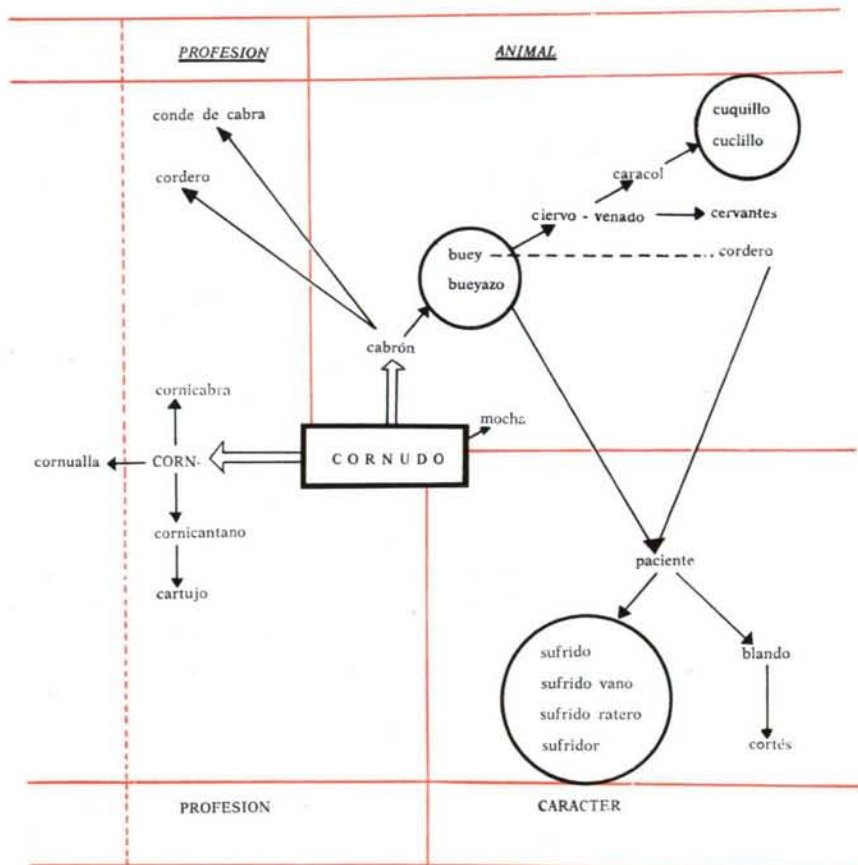 PROFESION
ANIMAL
conde de cabra
cuquillo
cuclillo
cordero
caracol
ciervo - venado
cervantes
buey
cordero
bueyazo
cabrón
cornicabra
mocha
cornualla
CORN-
CORNUDO
cornicantano
paciente
cartujo
sufrido
blando
sufrido vano
sufrido ratero
sufridor
cortés
PROFESION
CARACTER